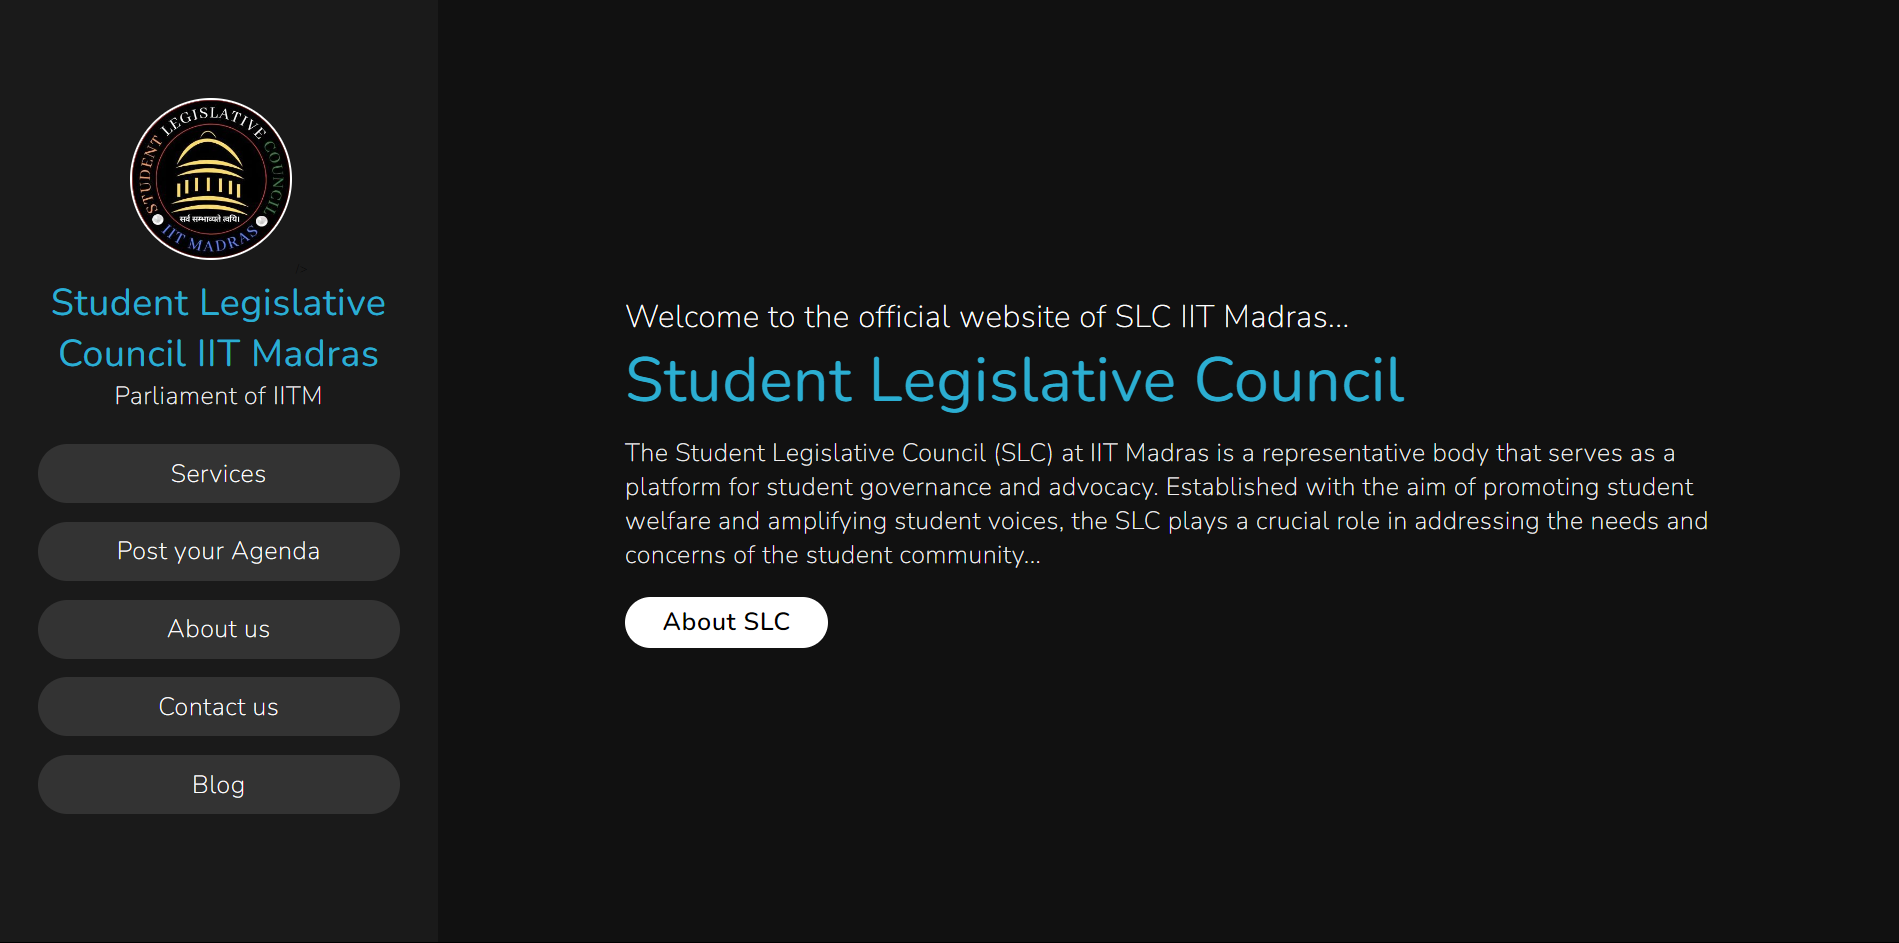 STUDENT LEGISLATIVE COUNCIL
सर्वं सम्भाव्यते त्वयि।
IIT MADRAS
/>
Student Legislative
Council IIT Madras
Parliament of IITM
Services
Post your Agenda
About us
Contact us
Blog
Welcome to the official website of SLC IIT Madras...
Student Legislative Council
The Student Legislative Council (SLC) at IIT Madras is a representative body that serves as a
platform for student governance and advocacy. Established with the aim of promoting student
welfare and amplifying student voices, the SLC plays a crucial role in addressing the needs and
concerns of the student community...
About SLC